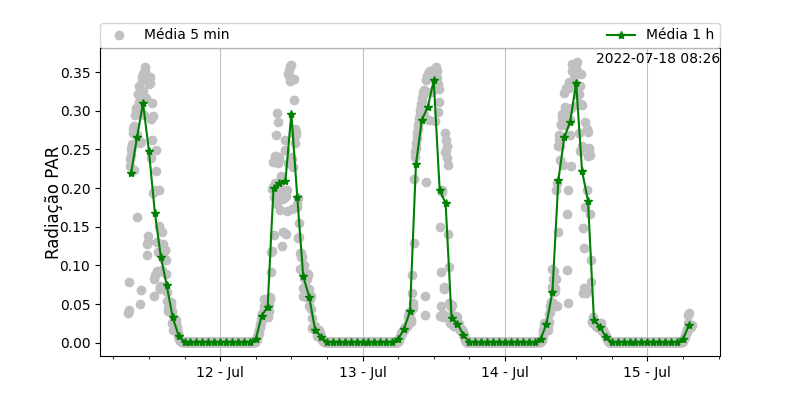 Média 5 min
Média 1 h
2022-07-18 08:26
Radiação PAR
0.35
0.30
0.25
0.20
0.15
0.10
0.05
0.00
12 - Jul
13 - Jul
14 - Jul
15 - Jul